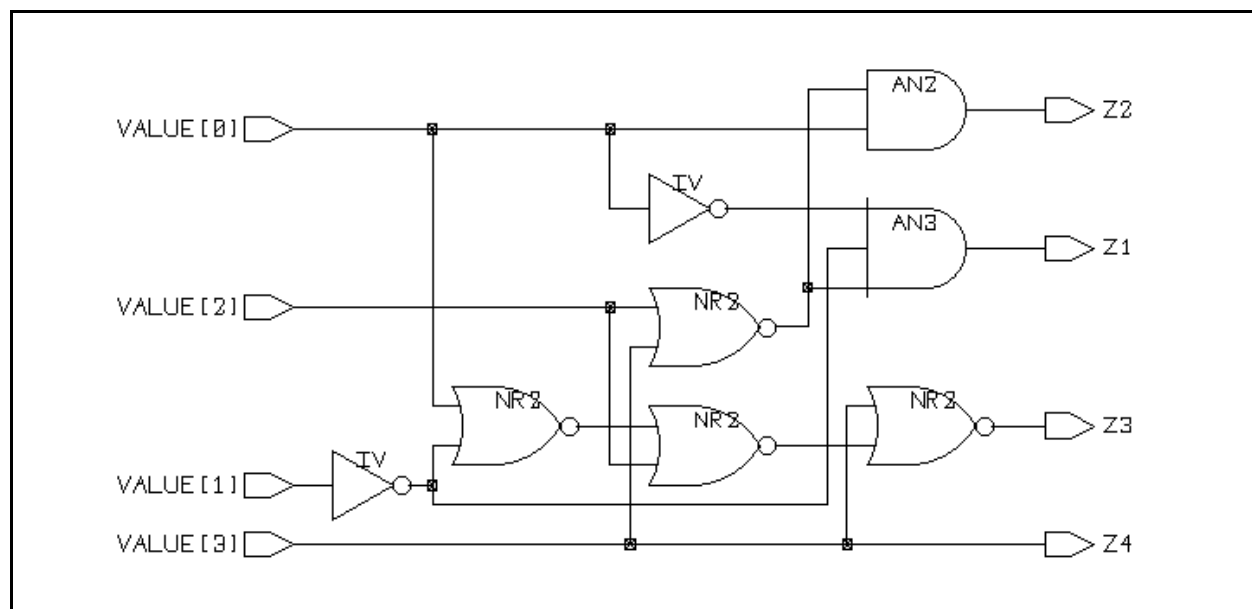 AN2
Z2
VALUE[0]
IV
AN3
Z1
VALUE[2]
NR2
NR2
NR2
NR2
Z3
IV
VALUE[1]
VALUE[3]
Z4